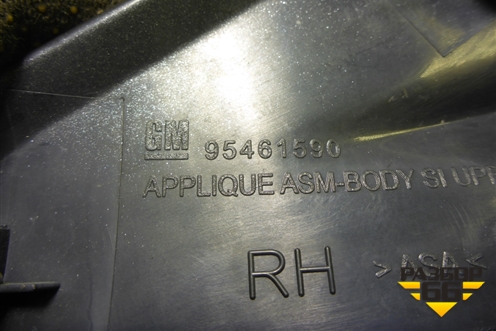 GM 95461590
APPLIQUE ASM-BODY SI UPR
RH >ASA<
РАЗБОР
66